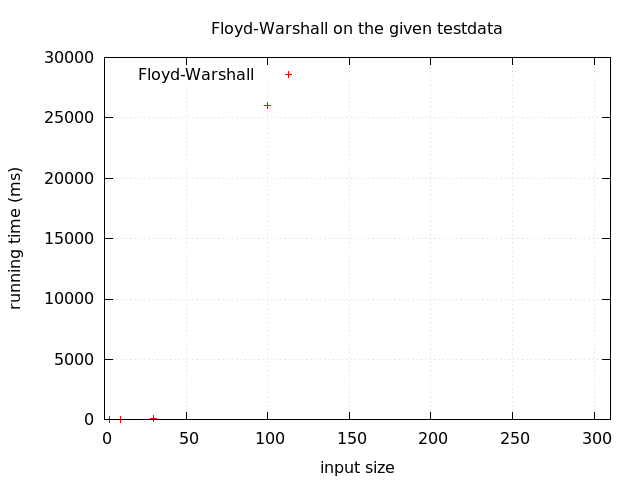 Floyd-Warshall on the given testdata
30000
Floyd-Warshall
25000
20000
15000
10000
5000
0
running time (ms)
0 50 100 150 200 250 300
input size